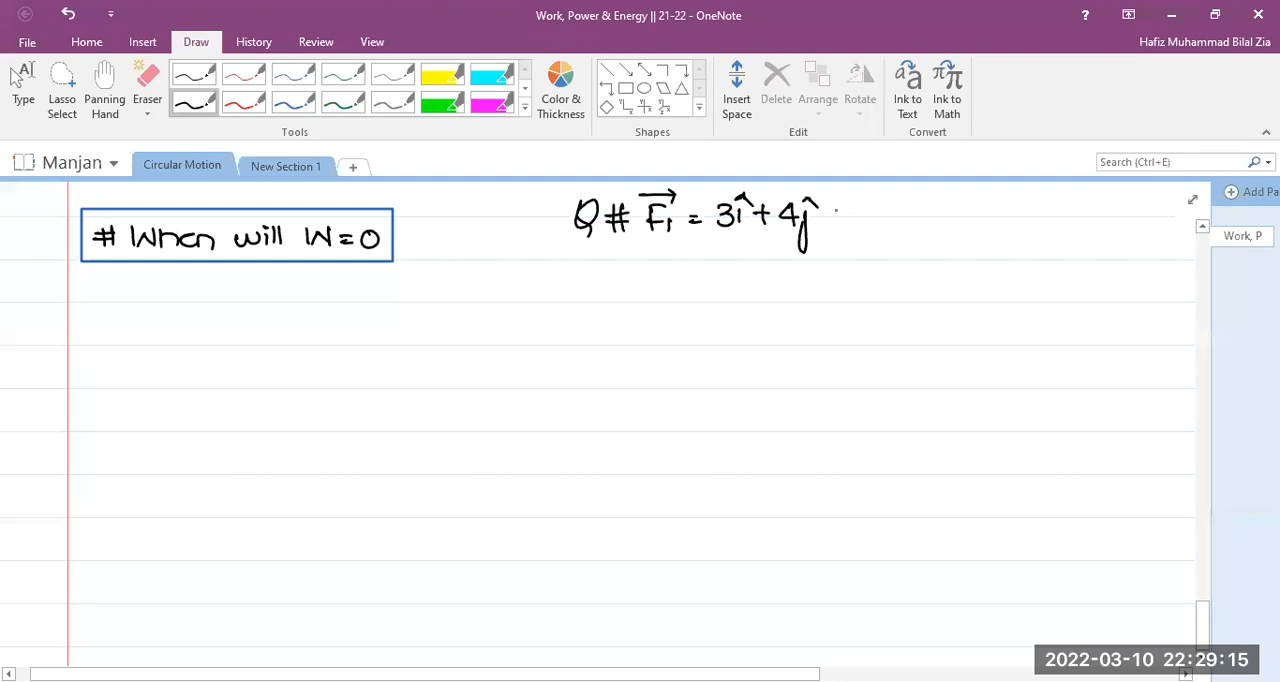 Work, Power & Energy || 21-22 - OneNote
File Home Insert Draw History Review View
Hafiz Muhammad Bilal Zia
Type
Lasso Select
Panning Hand
Eraser
Color & Thickness
Insert Space
Delete
Arrange
Rotate
Ink to Text
Ink to Math
Tools
Shapes
Edit
Convert
Manjan
Circular Motion
New Section 1
Search (Ctrl+E)
Add Pa
Work, P
# When will W=0
Q# F₁ = 3î + 4ĵ
2022-03-10 22:29:15